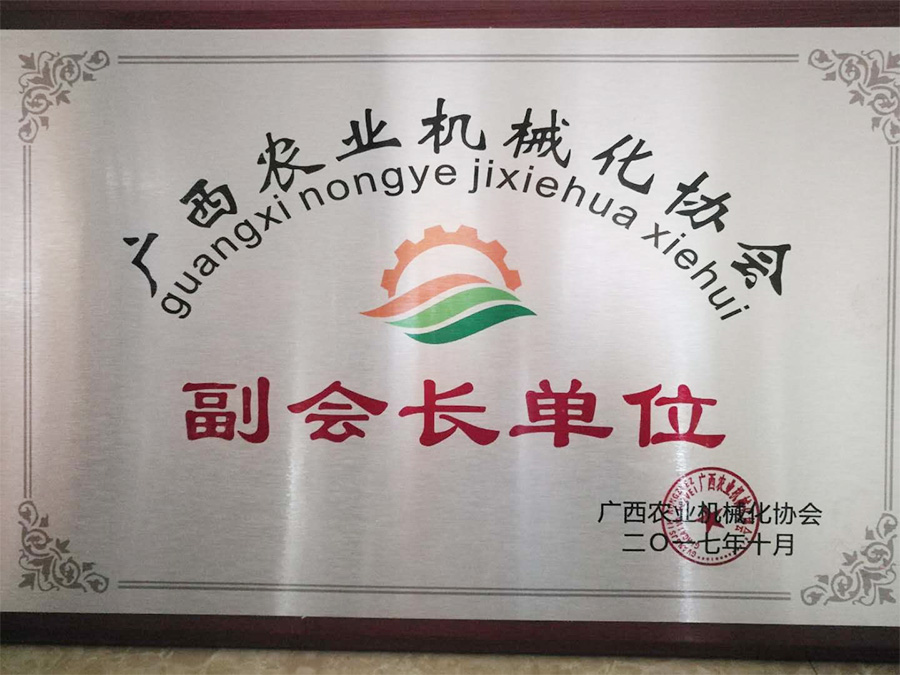 广西农业机械化协会
guangxi nongye jixiehua xiehui
副会长单位
广西农业机械化协会
二〇一七年十月